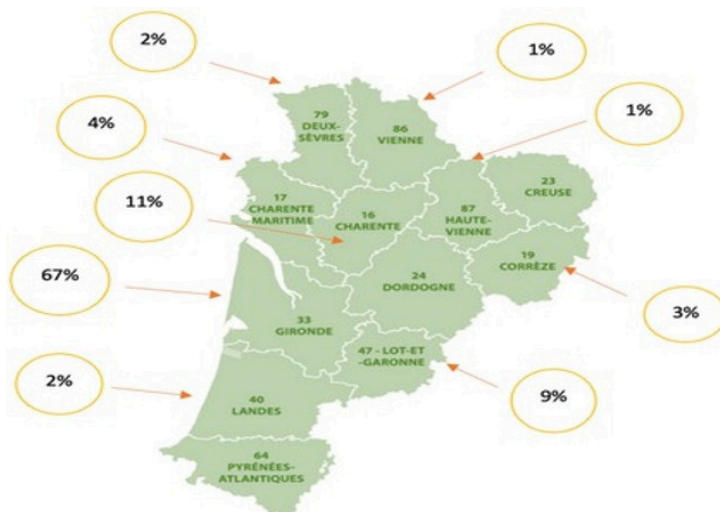 2%
1%
79
DEUX-
SÈVRES
86
VIENNE
4%
1%
17
CHARENTE
MARITIME
11%
16
CHARENTE
87
HAUTE-
VIENNE
23
CREUSE
67%
24
DORDOGNE
19
CORRÈZE
3%
33
GIRONDE
47 - LOT-ET
-GARONNE
2%
40
LANDES
9%
64
PYRÉNÉES-
ATLANTIQUES